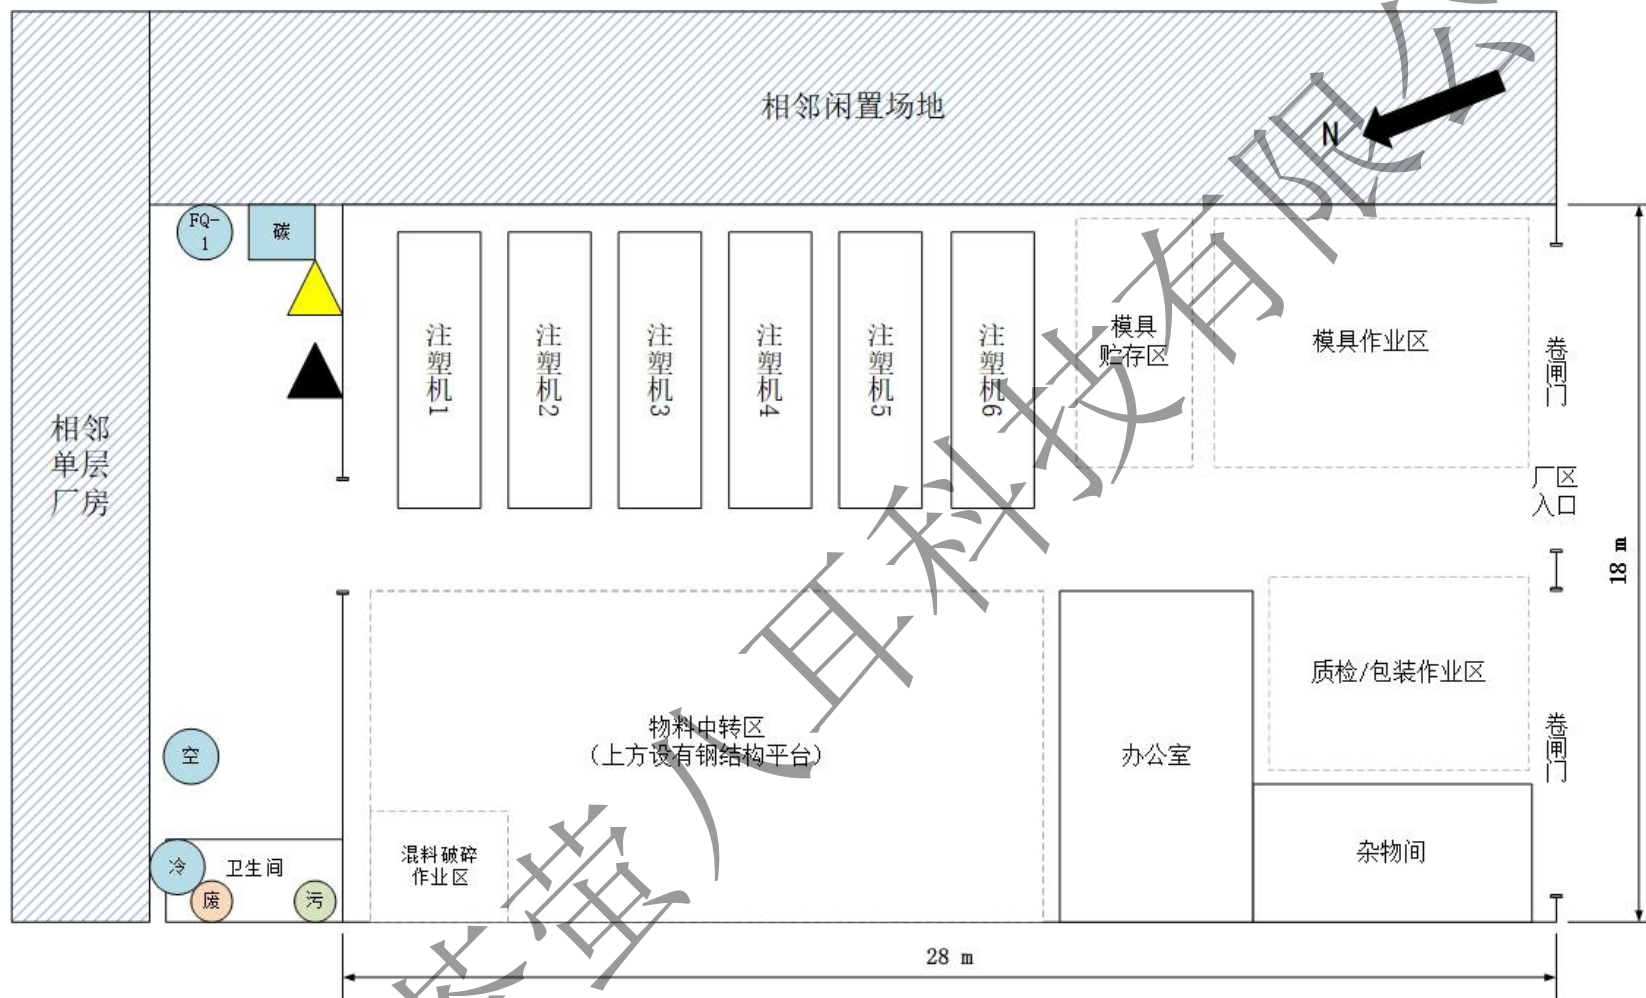 相邻闲置场地
N
FQ-
1
碳
注塑机1
注塑机2
注塑机3
注塑机4
注塑机5
注塑机6
模具
贮存区
模具作业区
卷闸门
相邻
单层
厂房
厂区
入口
18 m
物料中转区
（上方设有钢结构平台）
办公室
质检/包装作业区
卷闸门
空
混料破碎
作业区
杂物间
冷
卫生间
废
污
28 m
萤八耳科技有限公